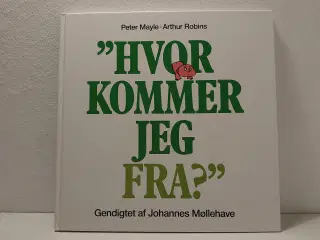 Peter Mayle · Arthur Robins
”HVOR
KOMMER
JEG
FRA?”
Gendigtet af Johannes Møllehave